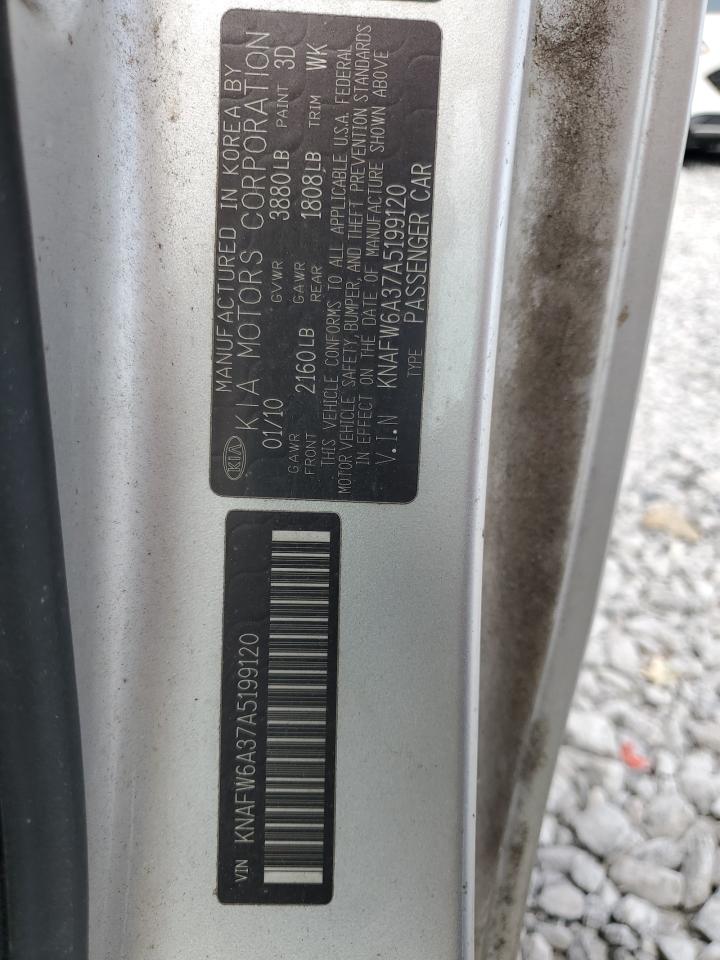 MANUFACTURED IN KOREA BY
KIA KIA MOTORS CORPORATION
01/10 GVWR 3880LB PAINT 3D
GAWR FRONT 2160LB GAWR REAR 1808LB TRIM WK
THIS VEHICLE CONFORMS TO ALL APPLICABLE U.S.A. FEDERAL
MOTOR VEHICLE SAFETY, BUMPER, AND THEFT PREVENTION STANDARDS
IN EFFECT ON THE DATE OF MANUFACTURE SHOWN ABOVE
V.I.N KNAFW6A37A5199120
TYPE PASSENGER CAR
VIN KNAFW6A37A5199120